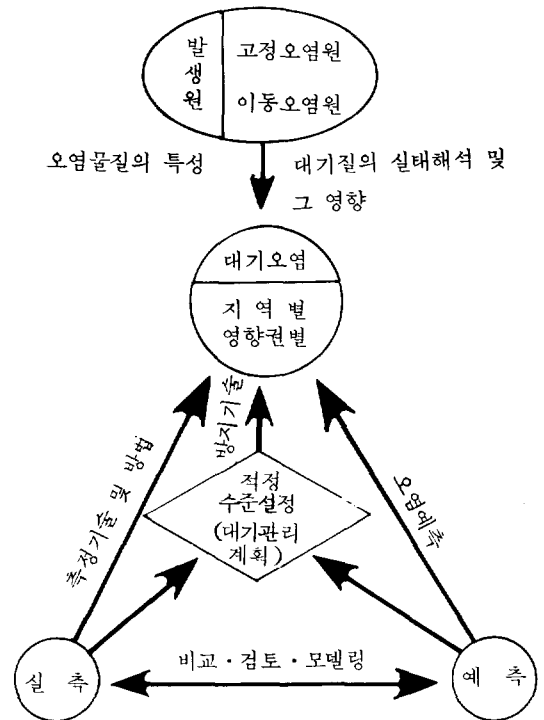 발생원
고정오염원
이동오염원
오염물질의 특성
대기질의 실태해석 및
그 영향
대기오염
지역별
영향권별
방지기술
측정기술 및 방법
적정
수준설정
(대기관리
계획)
오염예측
비교·검토·모델링
실 측
예 측